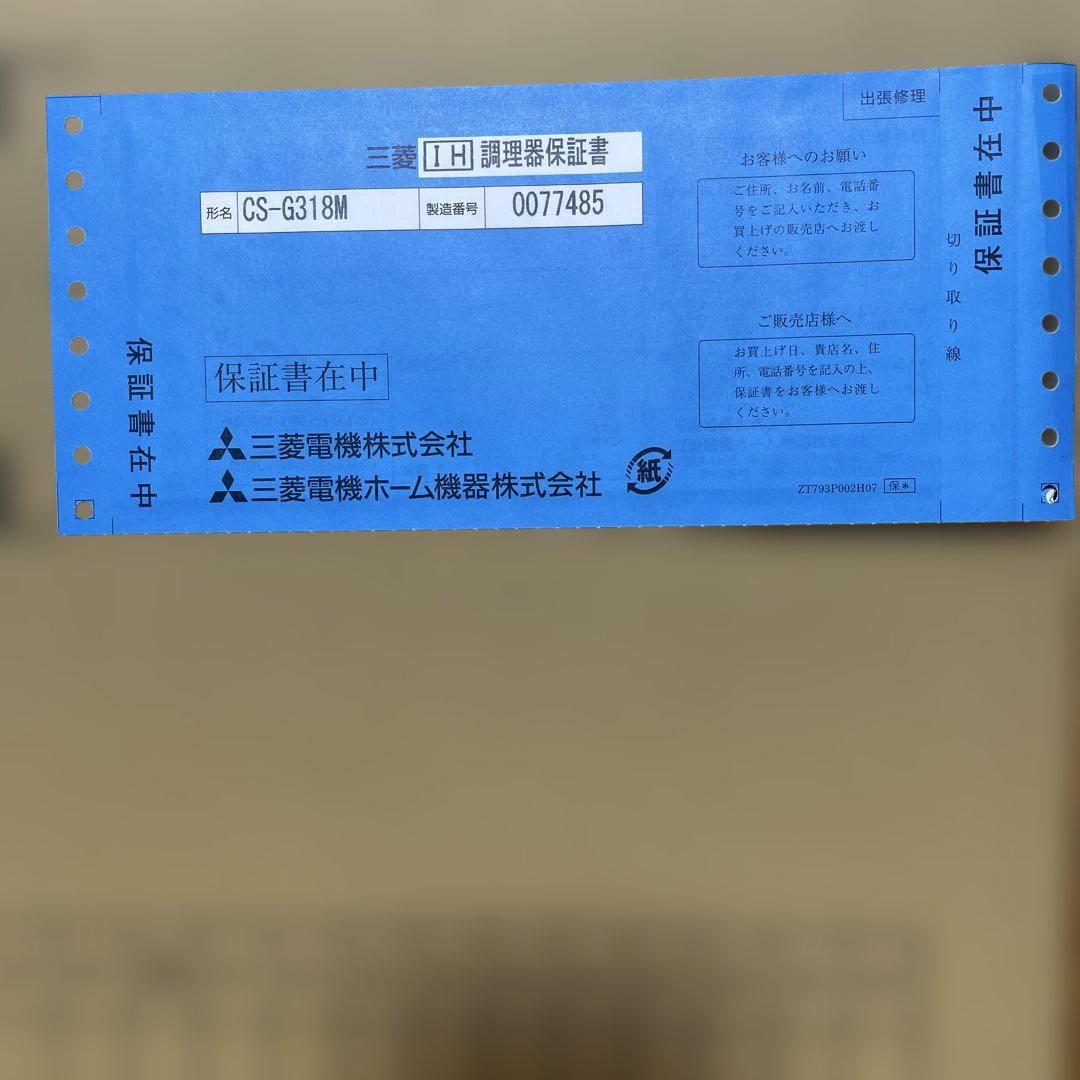 出張修理
三菱 IH 調理器保証書
形名 CS-G318M 製造番号 0077485
お客様へのお願い
ご住所、お名前、電話番
号をご記入いただき、お
買上げの販売店へお渡し
ください。
ご販売店様へ
お買上げ日、貴店名、住
所、電話番号を記入の上、
保証書をお客様へお渡し
ください。
保証書在中
三菱電機株式会社
三菱電機ホーム機器株式会社
紙
ZT793P002H07 保*
保証書在中
切り取り線
保証書在中